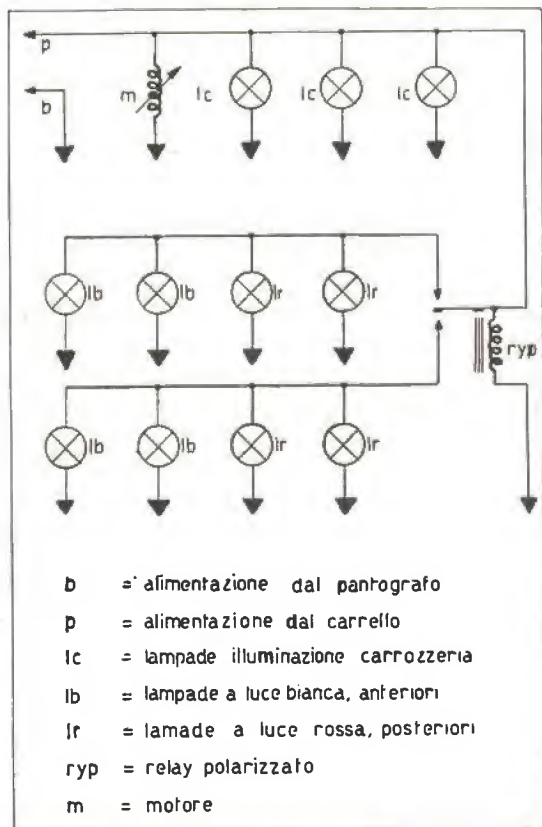 p
b
m
lc
lc
lc
lb
lb
lr
lr
ryp
lb
lb
lr
lr
b = alimentazione dal pantografo
p = alimentazione dal carrello
lc = lampade illuminazione carrozzeria
lb = lampade a luce bianca, anteriori
lr = lamade a luce rossa, posteriori
ryp = relay polarizzato
m = motore